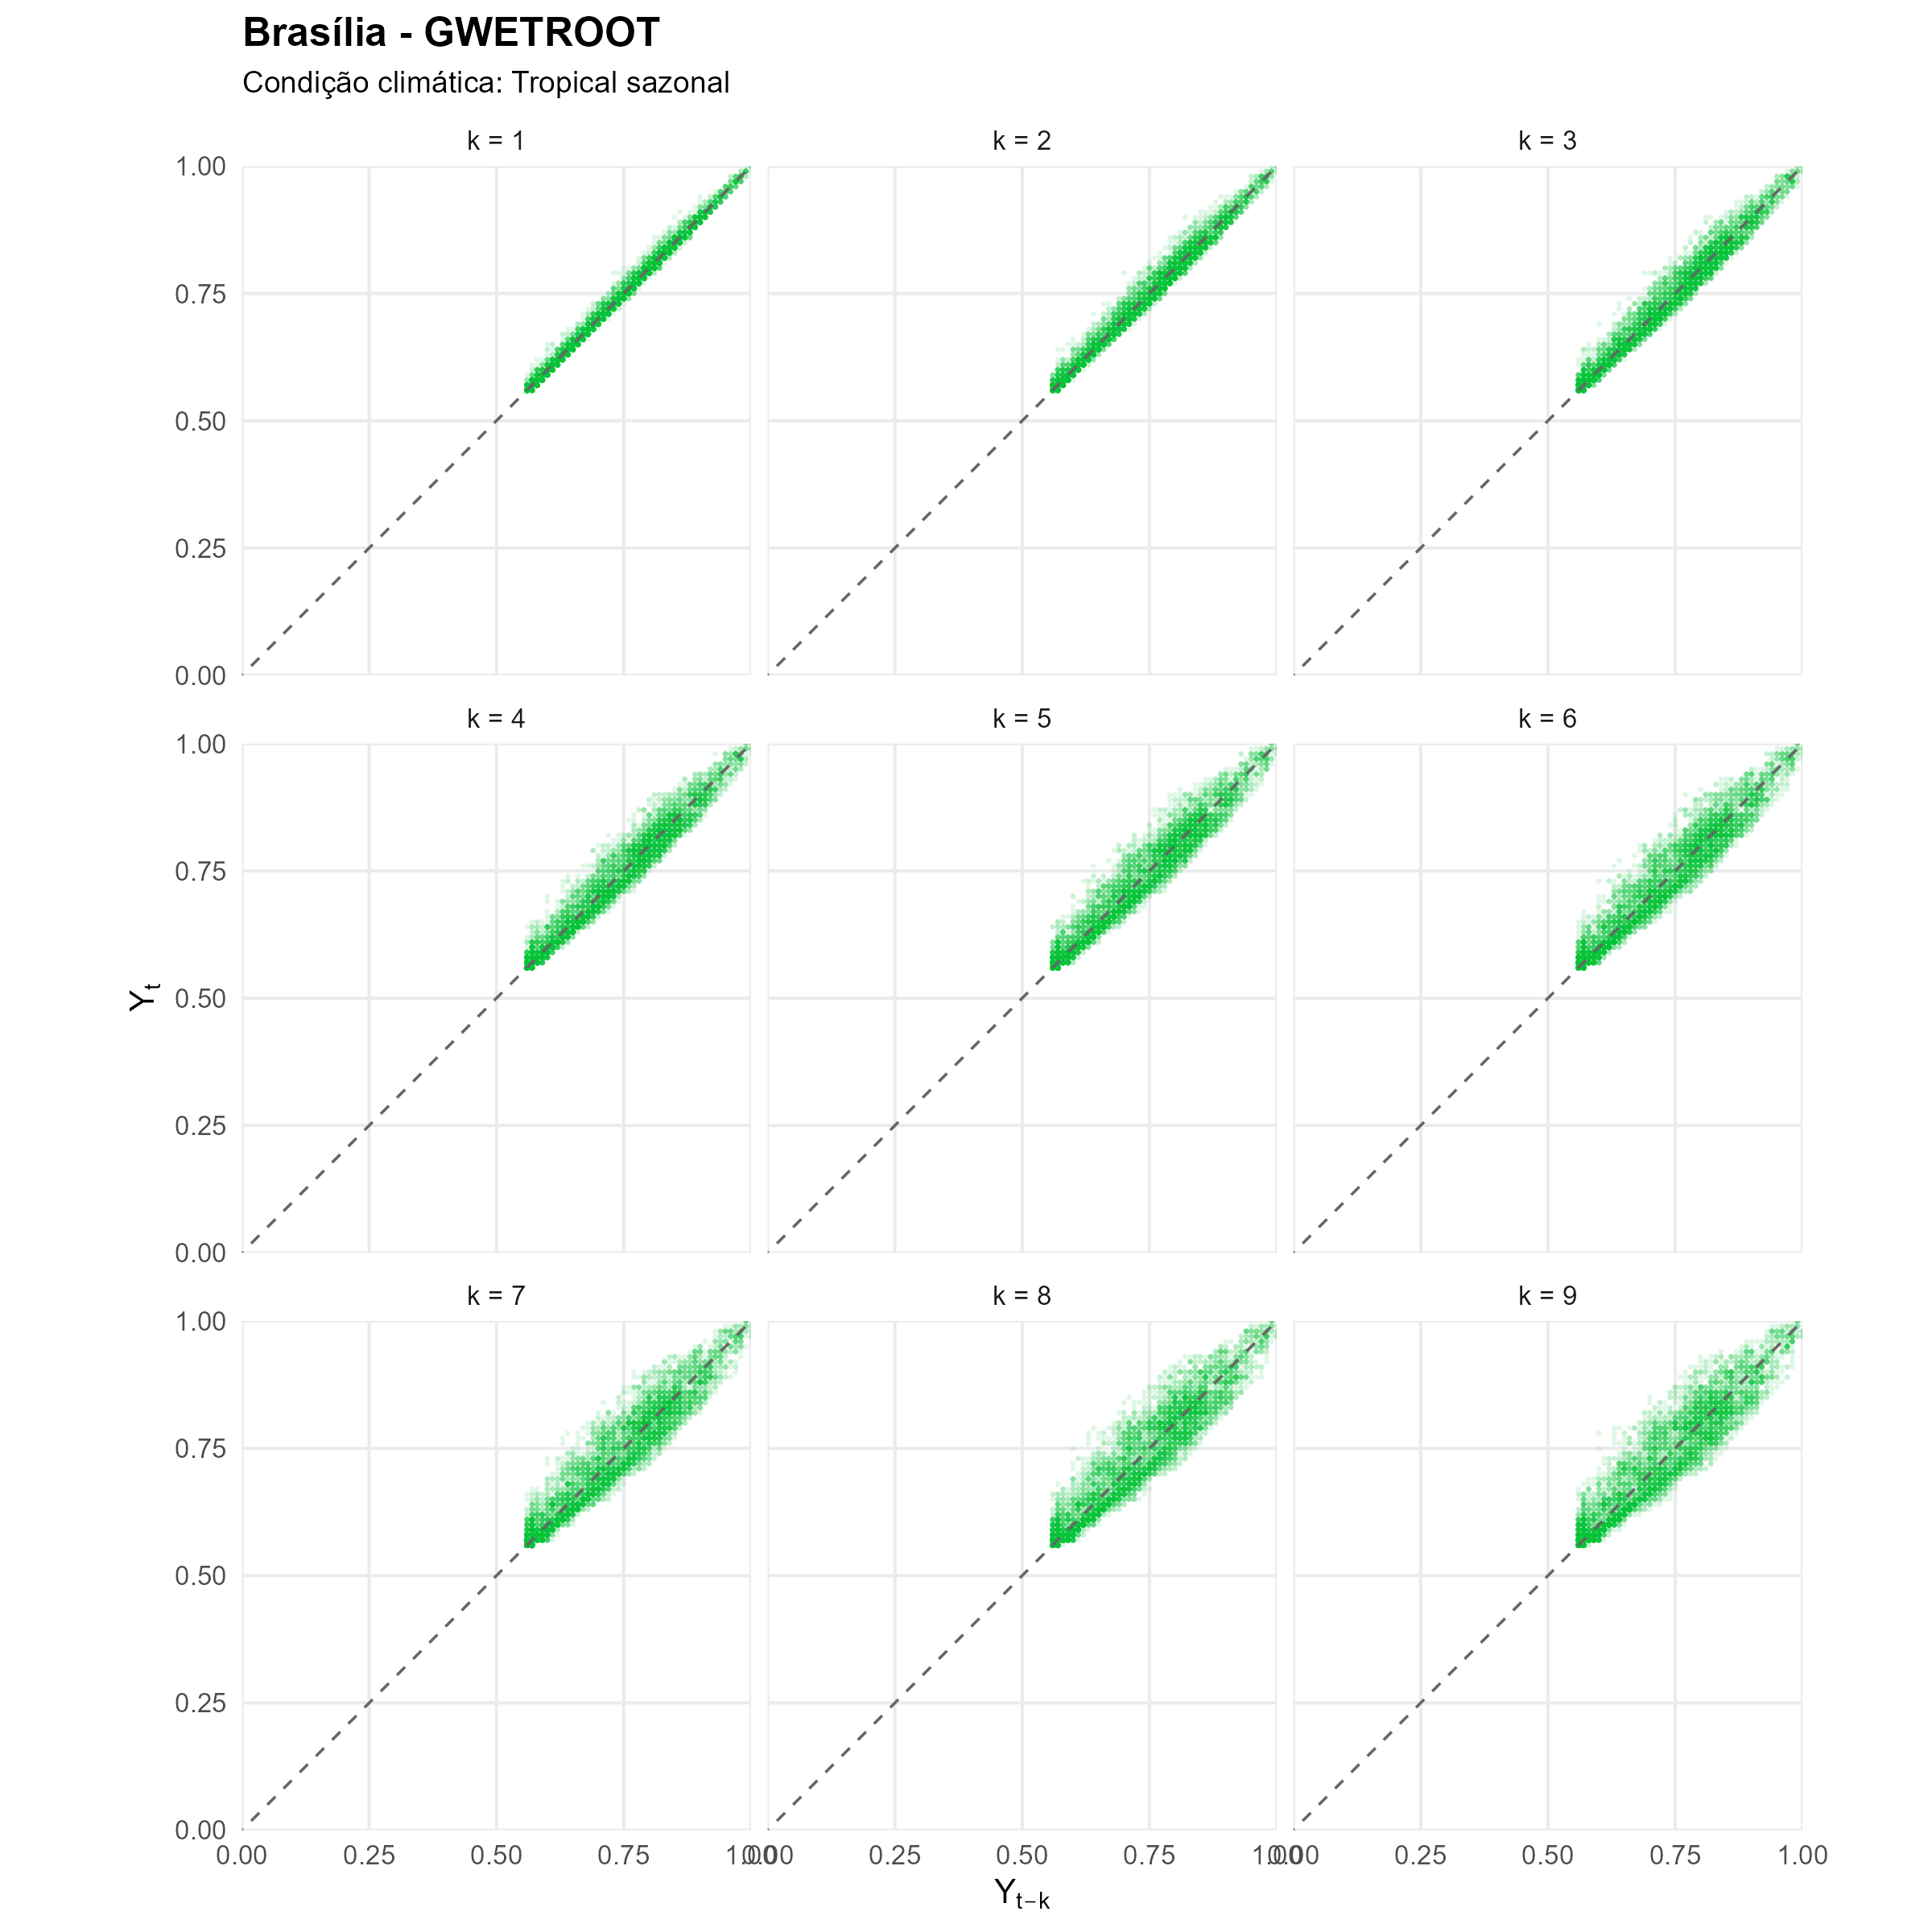 Brasília - GWETROOT
Condição climática: Tropical sazonal
k = 1
k = 2
k = 3
1.00
0.75
0.50
0.25
0.00
k = 4
k = 5
k = 6
1.00
0.75
0.50
0.25
0.00
Yt
k = 7
k = 8
k = 9
1.00
0.75
0.50
0.25
0.00
0.00 0.25 0.50 0.75 1.00 0.00 0.25 0.50 0.75 1.00 0.00 0.25 0.50 0.75 1.00
Yt−k